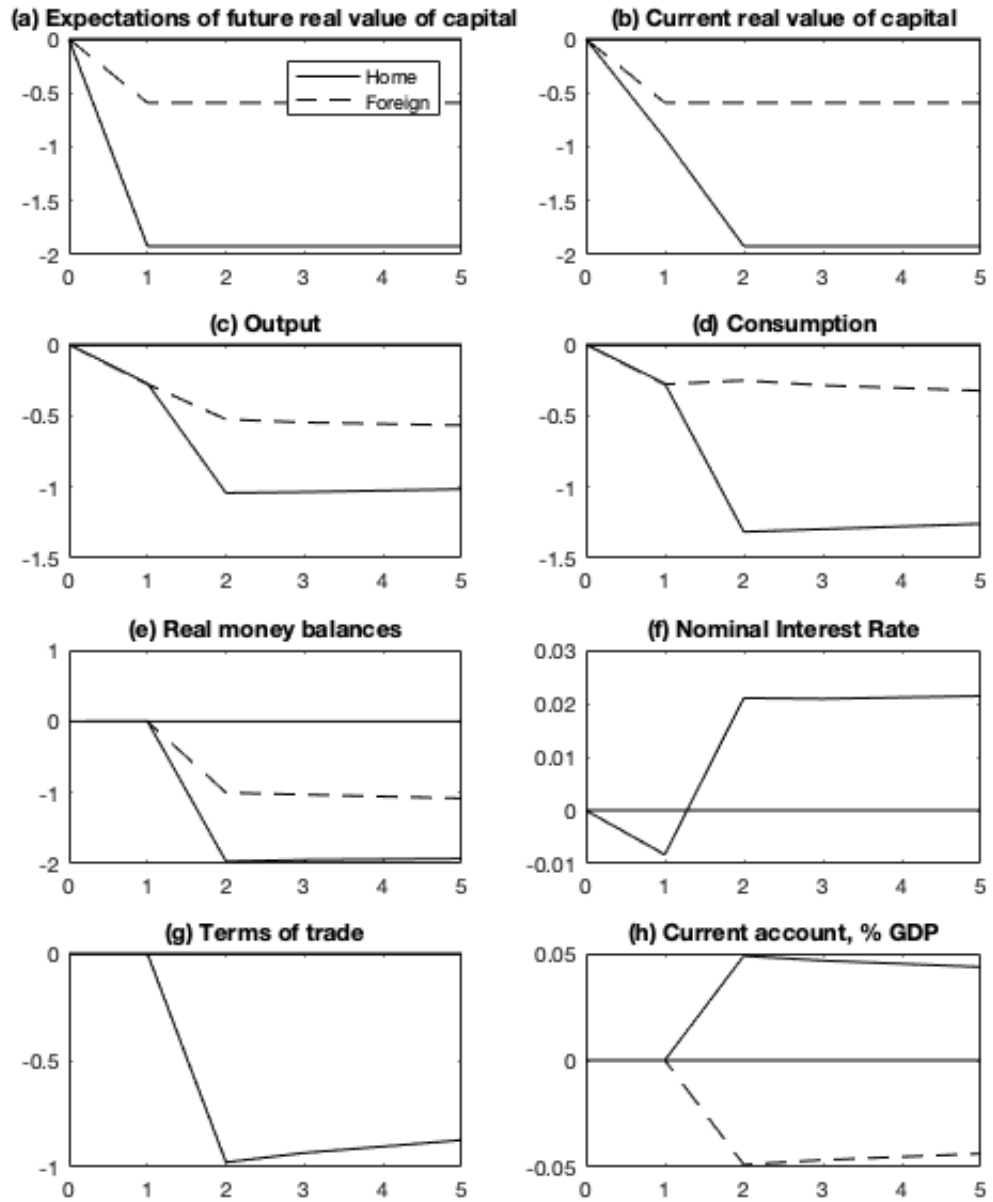 (a) Expectations of future real value of capital
0
-0.5
-1
-1.5
-2
0 1 2 3 4 5
Home
Foreign
(b) Current real value of capital
0
-0.5
-1
-1.5
-2
0 1 2 3 4 5
(c) Output
0
-0.5
-1
-1.5
0 1 2 3 4 5
(d) Consumption
0
-0.5
-1
-1.5
0 1 2 3 4 5
(e) Real money balances
1
0
-1
-2
0 1 2 3 4 5
(f) Nominal Interest Rate
0.03
0.02
0.01
0
-0.01
0 1 2 3 4 5
(g) Terms of trade
0
-0.5
-1
0 1 2 3 4 5
(h) Current account, % GDP
0.05
0
-0.05
0 1 2 3 4 5